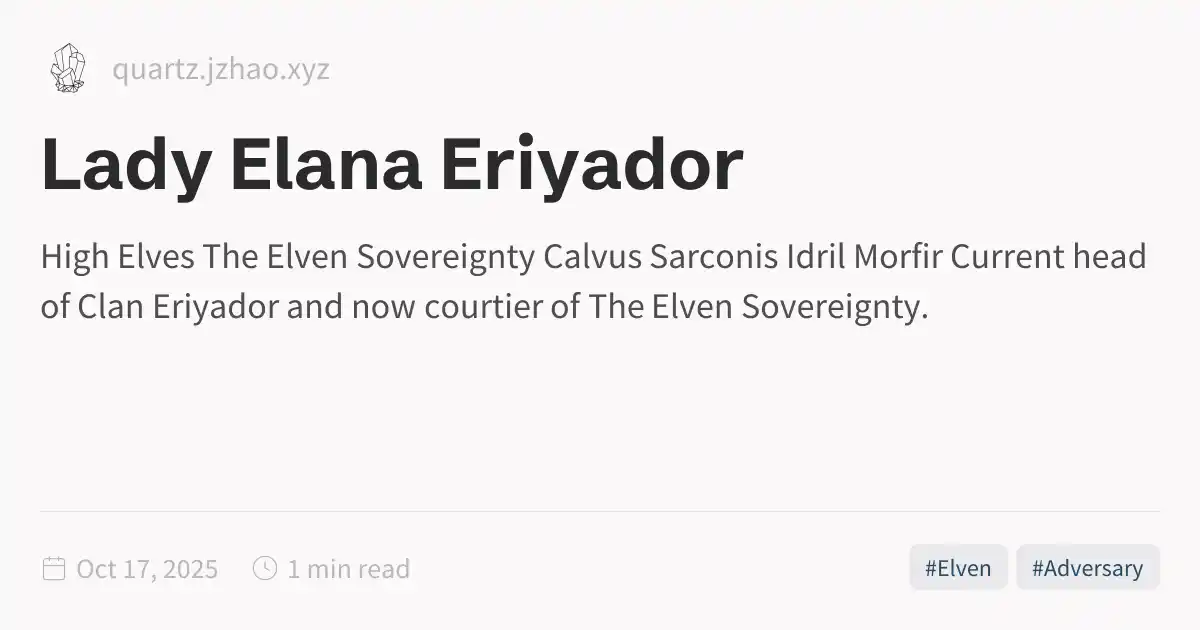 quartz.jzhao.xyz
Lady Elana Eriyador
High Elves The Elven Sovereignty Calvus Sarconis Idril Morfir Current head
of Clan Eriyador and now courtier of The Elven Sovereignty.
Oct 17, 2025 1 min read #Elven #Adversary